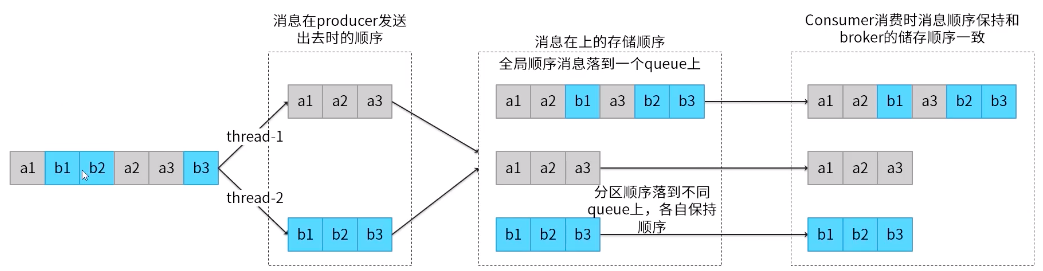 消息在producer发送
出去时的顺序
消息在上的存储顺序
Consumer消费时消息顺序保持和
broker的储存顺序一致
全局顺序消息落到一个queue上
a1 a2 a3
a1 a2 b1 a3 b2 b3
a1 a2 b1 a3 b2 b3
thread-1
a1 b1 b2 a2 a3 b3
a1 a2 a3
a1 a2 a3
thread-2
分区顺序落到不同
queue上，各自保持
顺序
b1 b2 b3
b1 b2 b3
b1 b2 b3